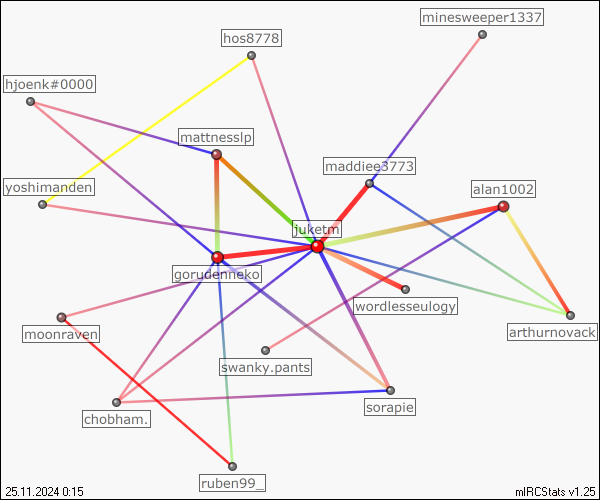 minesweeper1337
hos8778
hjoenk#0000
mattnesslp
maddiee3773
yoshimanden
alan1002
juketm
gorudenneko
wordlesseulogy
moonraven
arthurnovack
swanky.pants
sorapie
chobham.
ruben99_
25.11.2024 0:15
mIRCStats v1.25